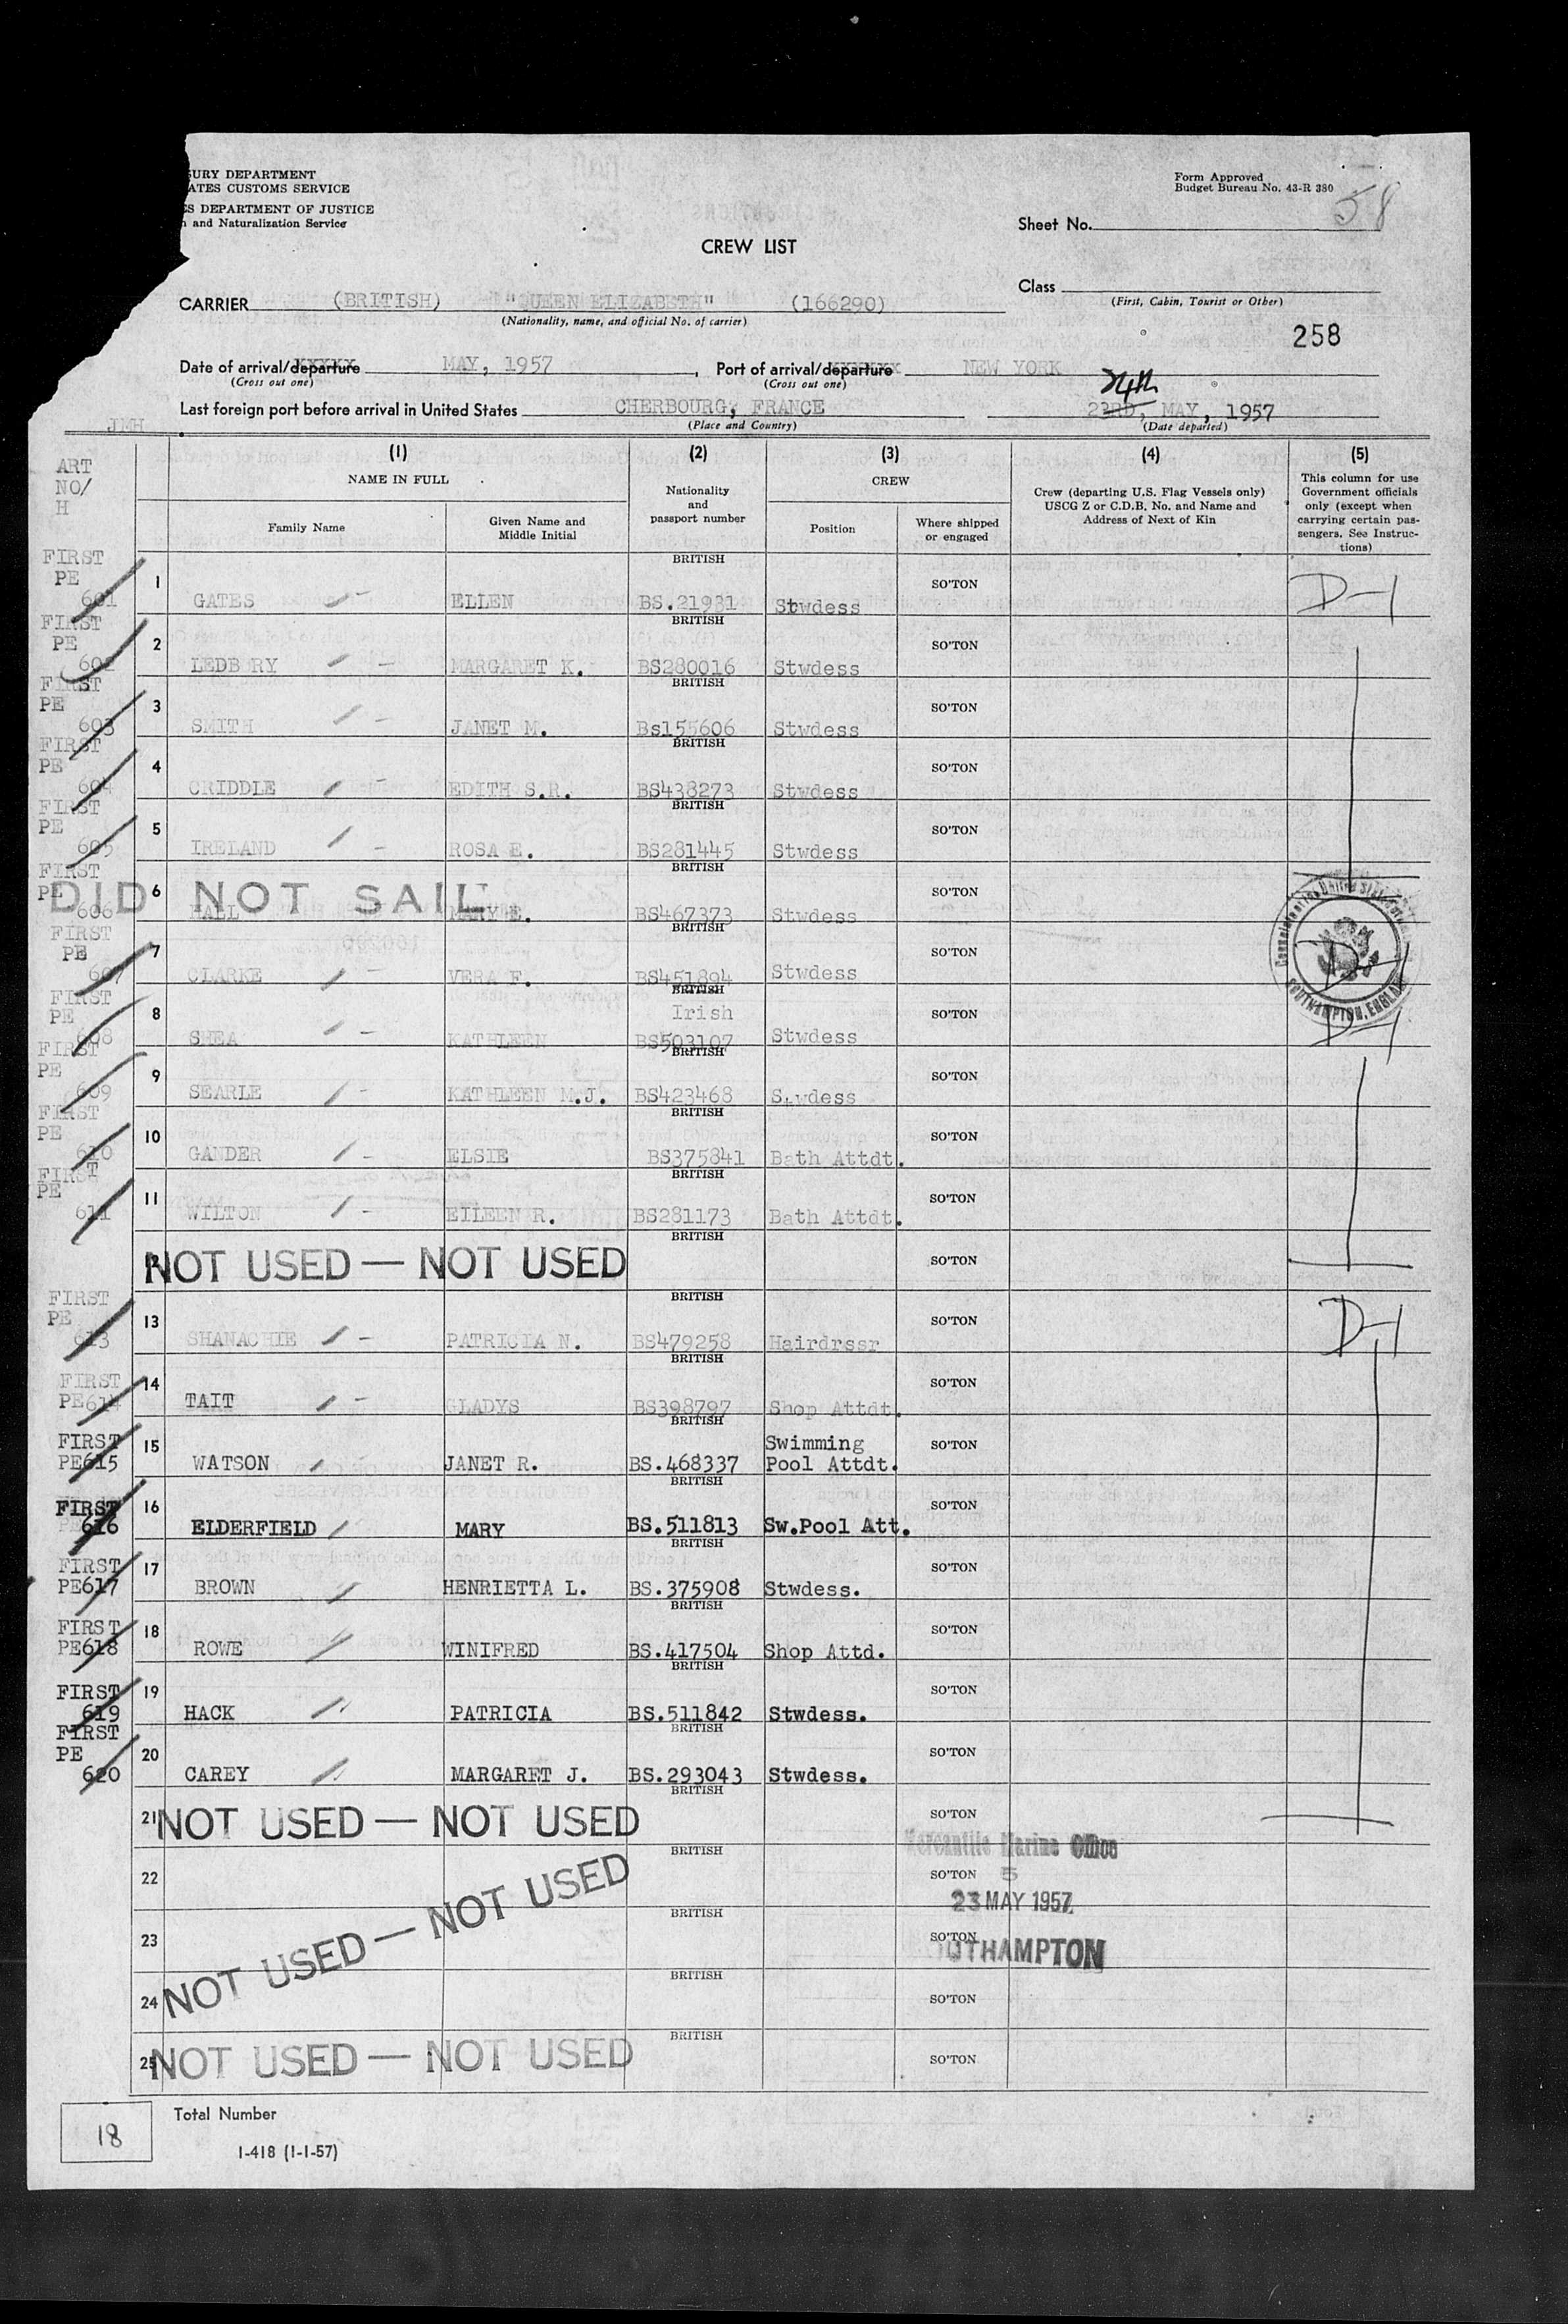 URY DEPARTMENT
ATES CUSTOMS SERVICE
S DEPARTMENT OF JUSTICE
n and Naturalization Service
Form Approved
Budget Bureau No. 43-R 380
Sheet No. 58
CREW LIST
Class
(First, Cabin, Tourist or Other)
CARRIER (BRITISH) "QUEEN ELIZABETH" (166290)
(Nationality, name, and official No. of carrier)
258
Date of arrival/departure MAY, 1957, Port of arrival/departure NEW YORK
(Cross out one) (Cross out one)
24th
Last foreign port before arrival in United States CHERBOURG, FRANCE 23RD, MAY, 1957
(Place and Country) (Date departed)
JMH
ART NO/ H
(1) (2) (3) (4) (5)
NAME IN FULL
Family Name
Given Name and Middle Initial
Nationality and passport number
CREW
Position
Where shipped or engaged
Crew (departing U.S. Flag Vessels only) USCG Z or C.D.B. No. and Name and Address of Next of Kin
This column for use Government officials only (except when carrying certain passengers. See Instructions)
FIRST PE 601 1 GATES ELLEN BRITISH BS.21931 Stwdess SO'TON D-1
FIRST PE 602 2 LEDB RY MARGARET K. BRITISH BS280016 Stwdess SO'TON
FIRST PE 603 3 SMITH JANET M. BRITISH Bs155606 Stwdess SO'TON
FIRST PE 604 4 CRIDDLE EDITH S.R. BRITISH BS438273 Stwdess SO'TON
FIRST PE 605 5 IRELAND ROSA E. BRITISH BS281445 Stwdess SO'TON
FIRST PE 606 6 HALL MARY E. BRITISH BS467373 Stwdess SO'TON
DID NOT SAIL
FIRST PE 607 7 CLARKE VERA F. BRITISH BS451894 Stwdess SO'TON D-1
SOUTHAMPTON, ENGLAND
FIRST PE 608 8 SHEA KATHLEEN BRITISH Irish BS503107 Stwdess SO'TON D-1
FIRST PE 609 9 SEARLE KATHLEEN M.J. BRITISH BS423468 Stwdess SO'TON
FIRST PE 610 10 GANDER ELSIE BRITISH BS375841 Bath Attdt. SO'TON
FIRST PE 611 11 WILTON EILEEN R. BRITISH BS281173 Bath Attdt. SO'TON
12 NOT USED — NOT USED BRITISH SO'TON
FIRST PE 613 13 SHANACHIE PATRICIA N. BRITISH BS479258 Hairdrssr SO'TON D-1
FIRST PE614 14 TAIT GLADYS BRITISH BS398797 Shop Attdt. SO'TON
FIRST PE615 15 WATSON JANET R. BRITISH BS.468337 Swimming Pool Attdt. SO'TON
FIRST 616 16 ELDERFIELD MARY BRITISH BS.511813 Sw.Pool Att. SO'TON
FIRST PE617 17 BROWN HENRIETTA L. BRITISH BS.375908 Stwdess. SO'TON
FIRST PE618 18 ROWE WINIFRED BRITISH BS.417504 Shop Attd. SO'TON
FIRST 619 19 HACK PATRICIA BRITISH BS.511842 Stwdess. SO'TON
FIRST PE 620 20 CAREY MARGARET J. BRITISH BS.293043 Stwdess. SO'TON
21 NOT USED — NOT USED BRITISH SO'TON
Mercantile Marine Office
22 BRITISH SO'TON 5
NOT USED — NOT USED
23 MAY 1957
23 BRITISH SO'TON
UTHAMPTON
24 BRITISH SO'TON
25 NOT USED — NOT USED BRITISH SO'TON
18 Total Number
I-418 (1-1-57)